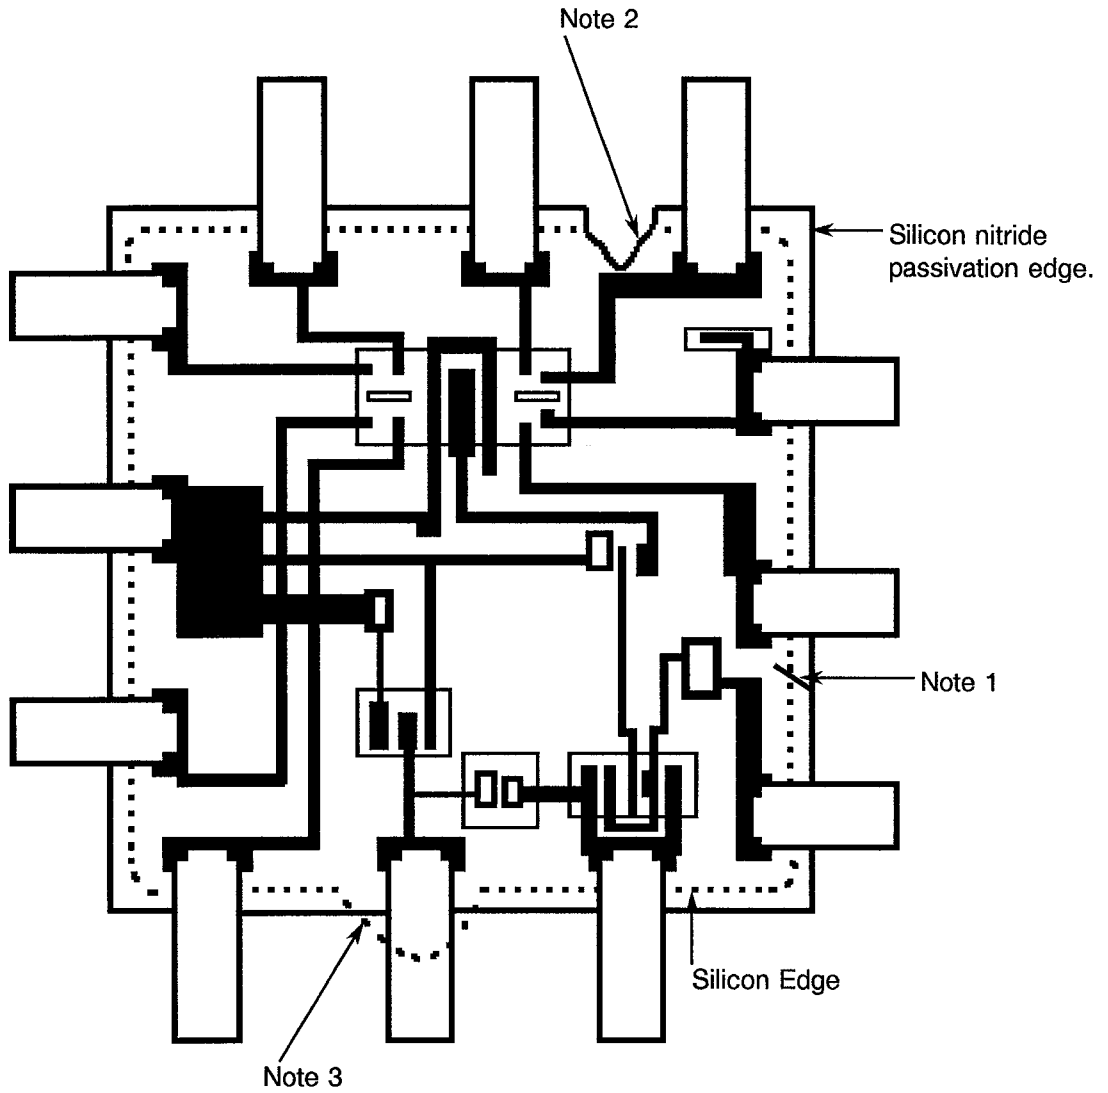 Note 2
Silicon nitride
passivation edge.
Note 1
Silicon Edge
Note 3